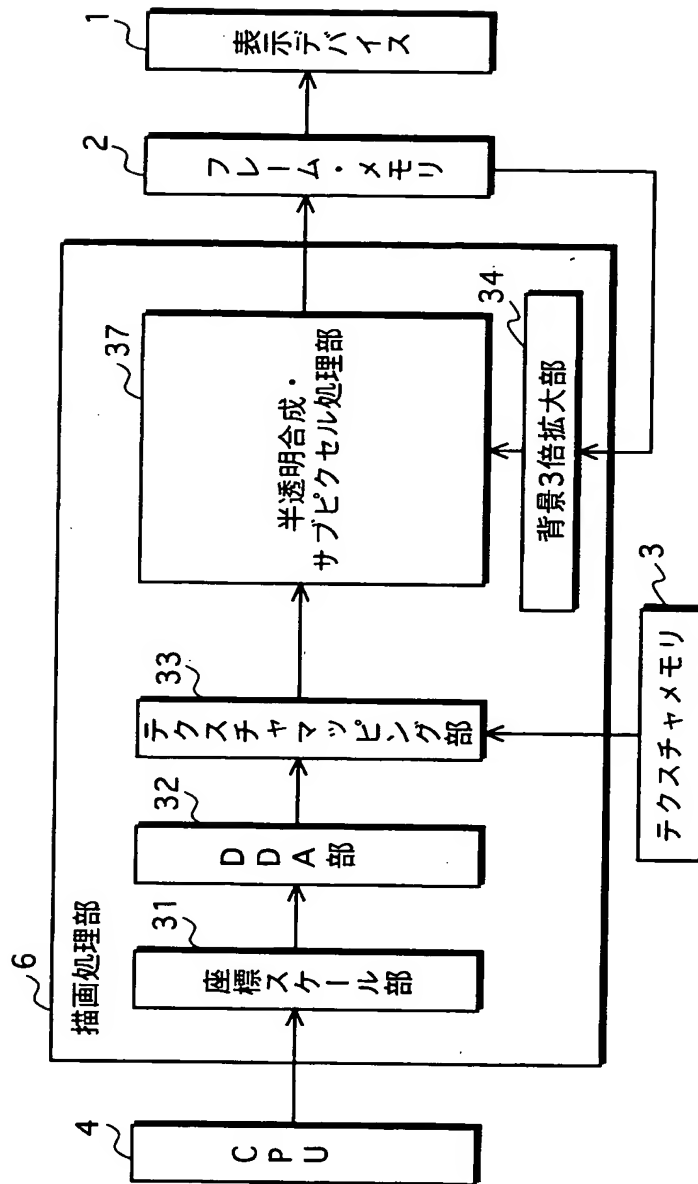 6
描画処理部
4
CPU
31
座標スケール部
32
DDA部
33
テクスチャマッピング部
37
半透明合成・
サブピクセル処理部
34
背景3倍拡大部
3
テクスチャメモリ
2
フレーム・メモリ
1
表示デバイス